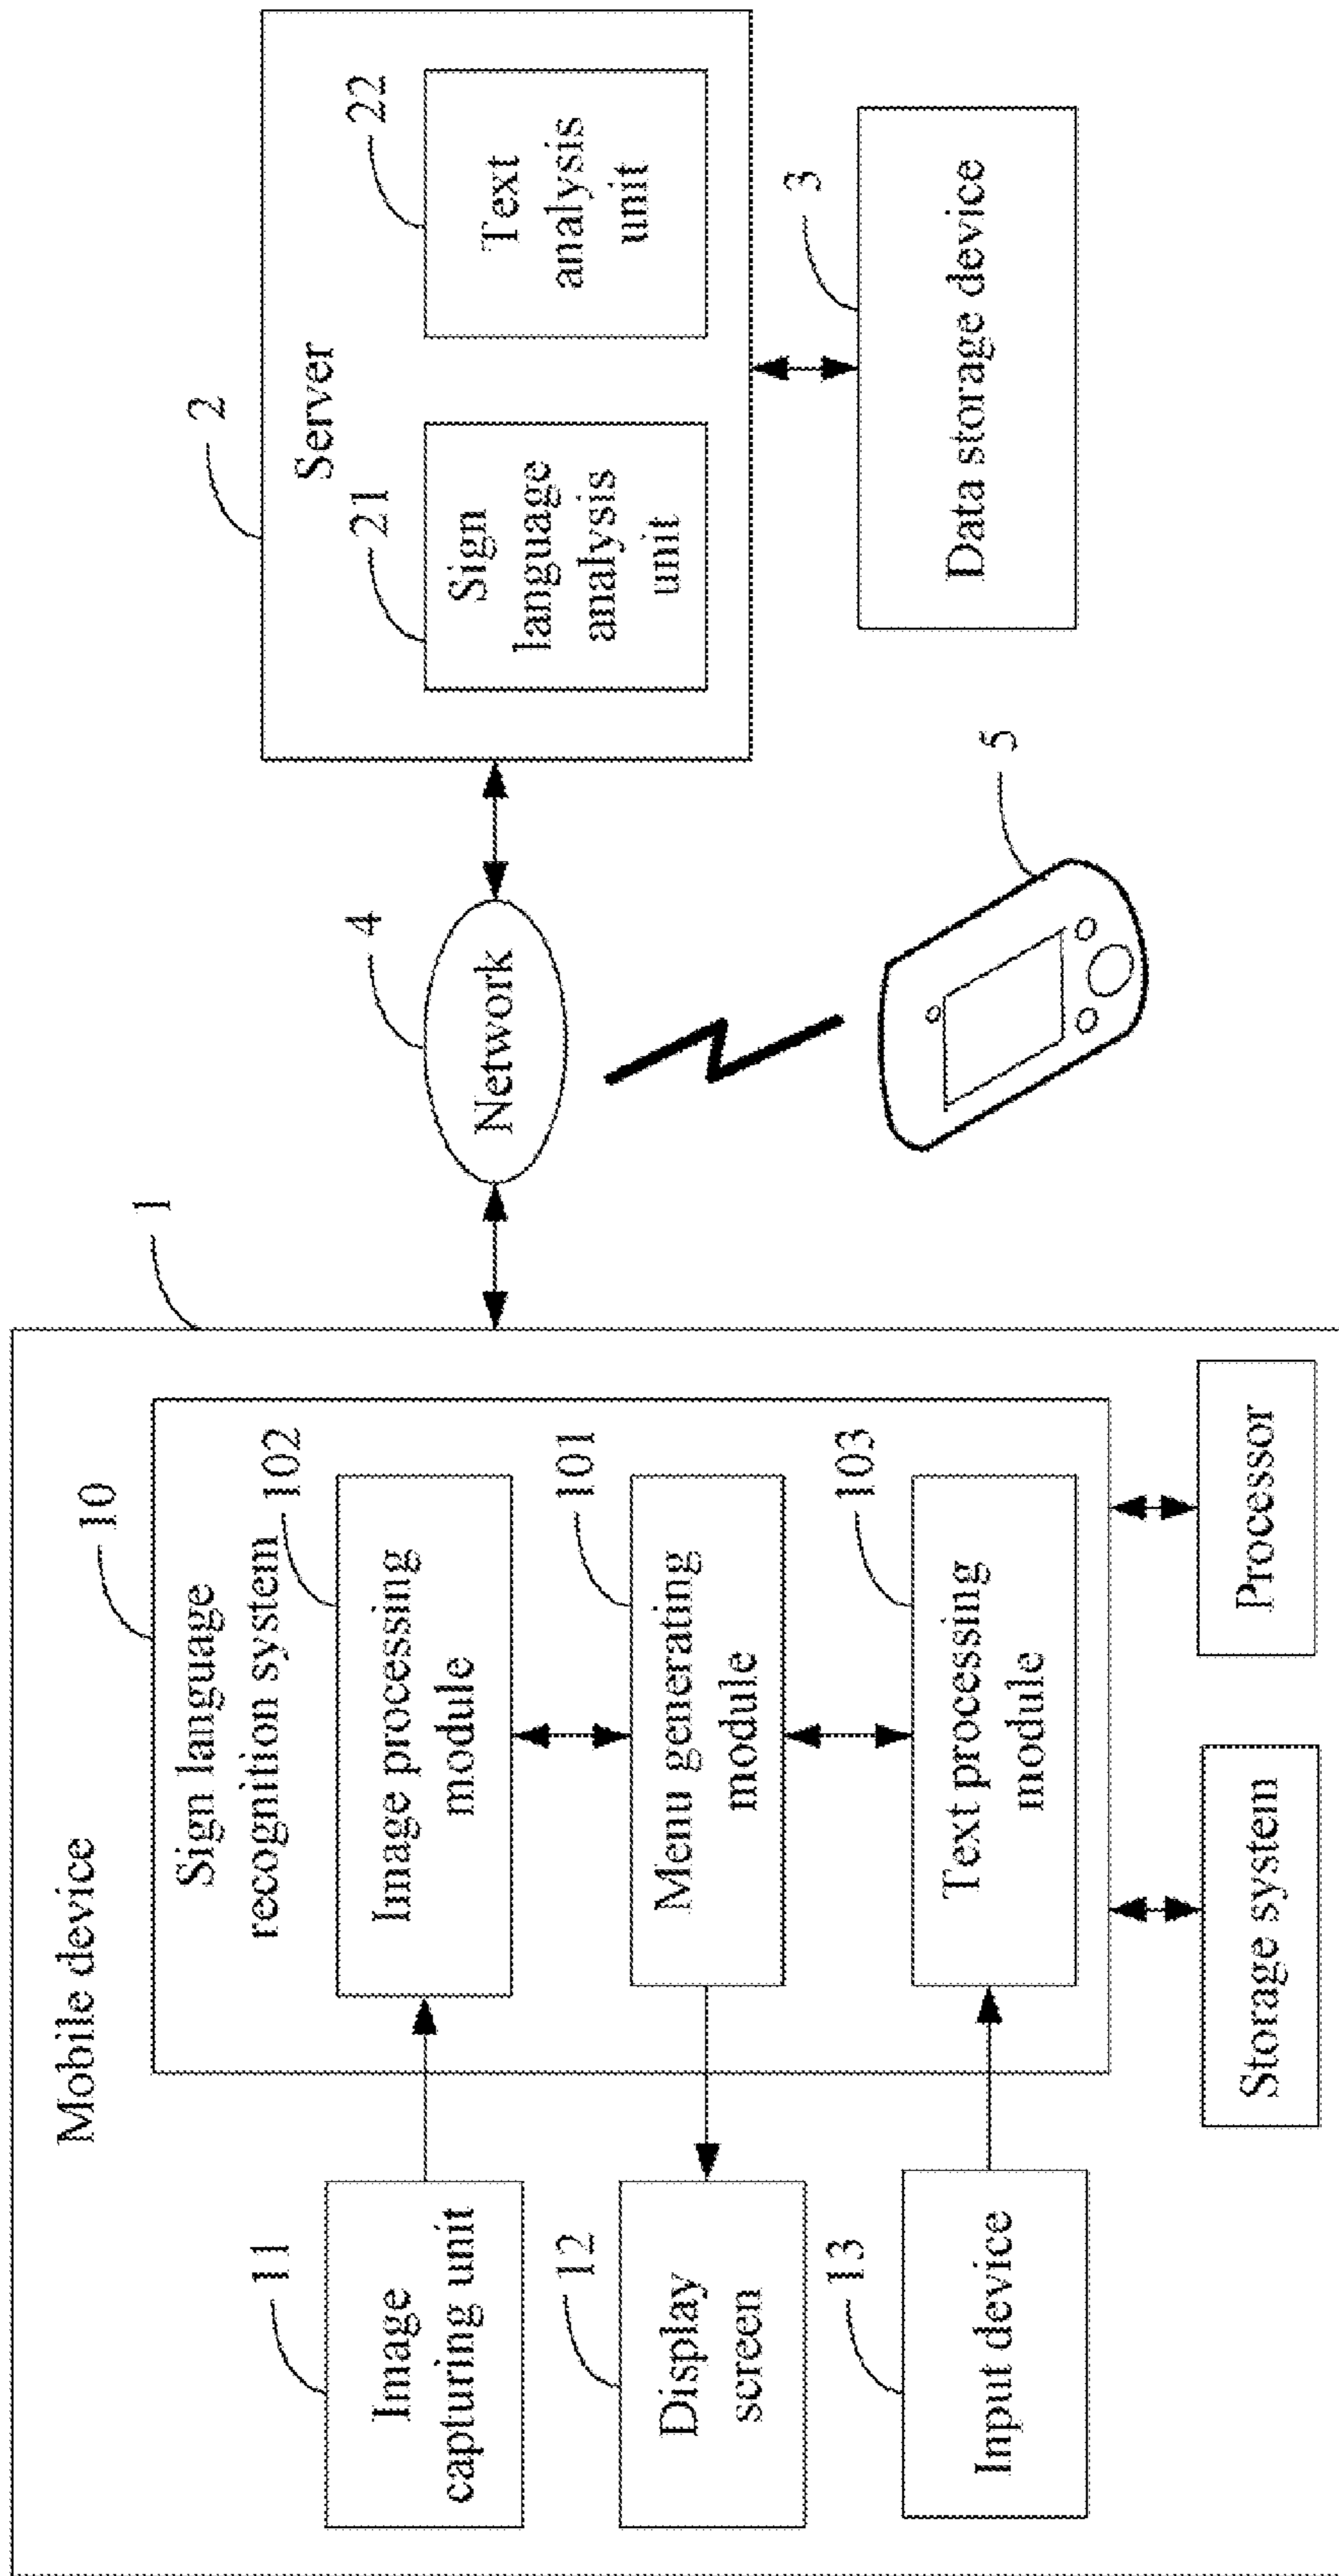 Mobile device
1
Sign language
recognition system
10
11
Image
capturing unit
Image processing
module
102
12
Display
screen
Menu generating
module
101
13
Input device
Text processing
module
103
Storage system
Processor
4
Network
5
2
Server
21
Sign
language
analysis
unit
22
Text
analysis
unit
3
Data storage device